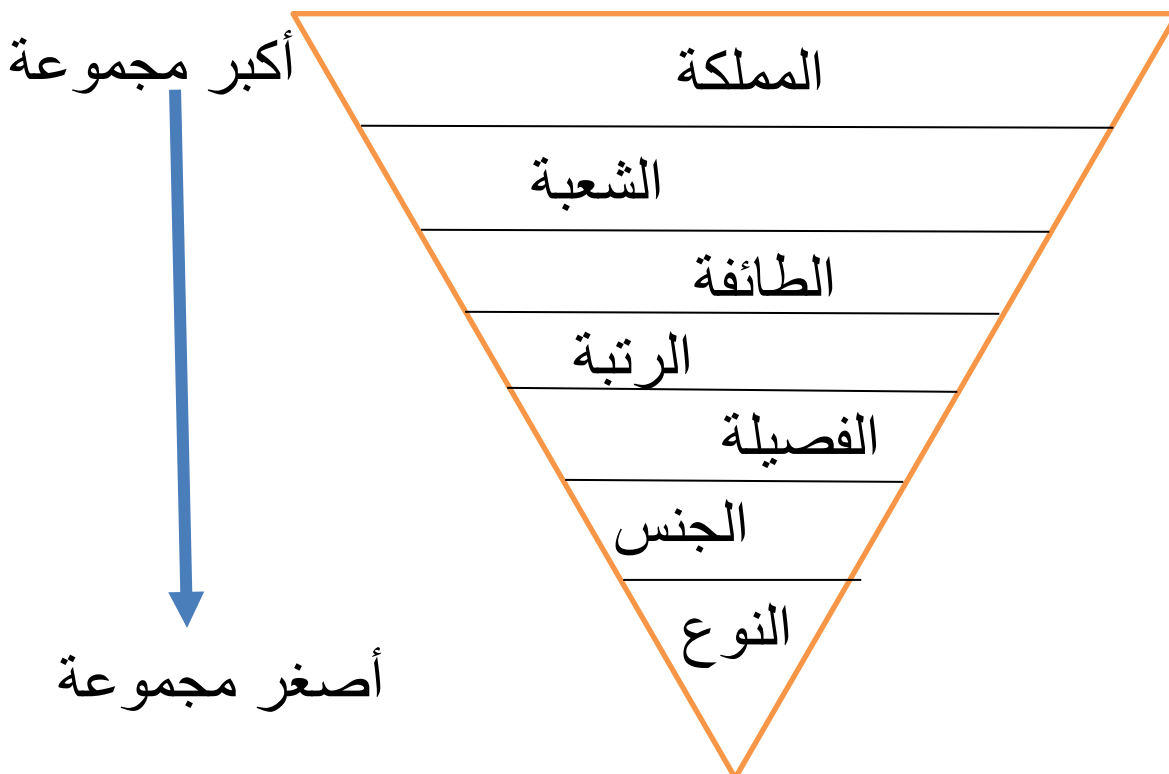 أكبر مجموعة
المملكة
الشعبة
الطائفة
الرتبة
الفصيلة
الجنس
النوع
أصغر مجموعة